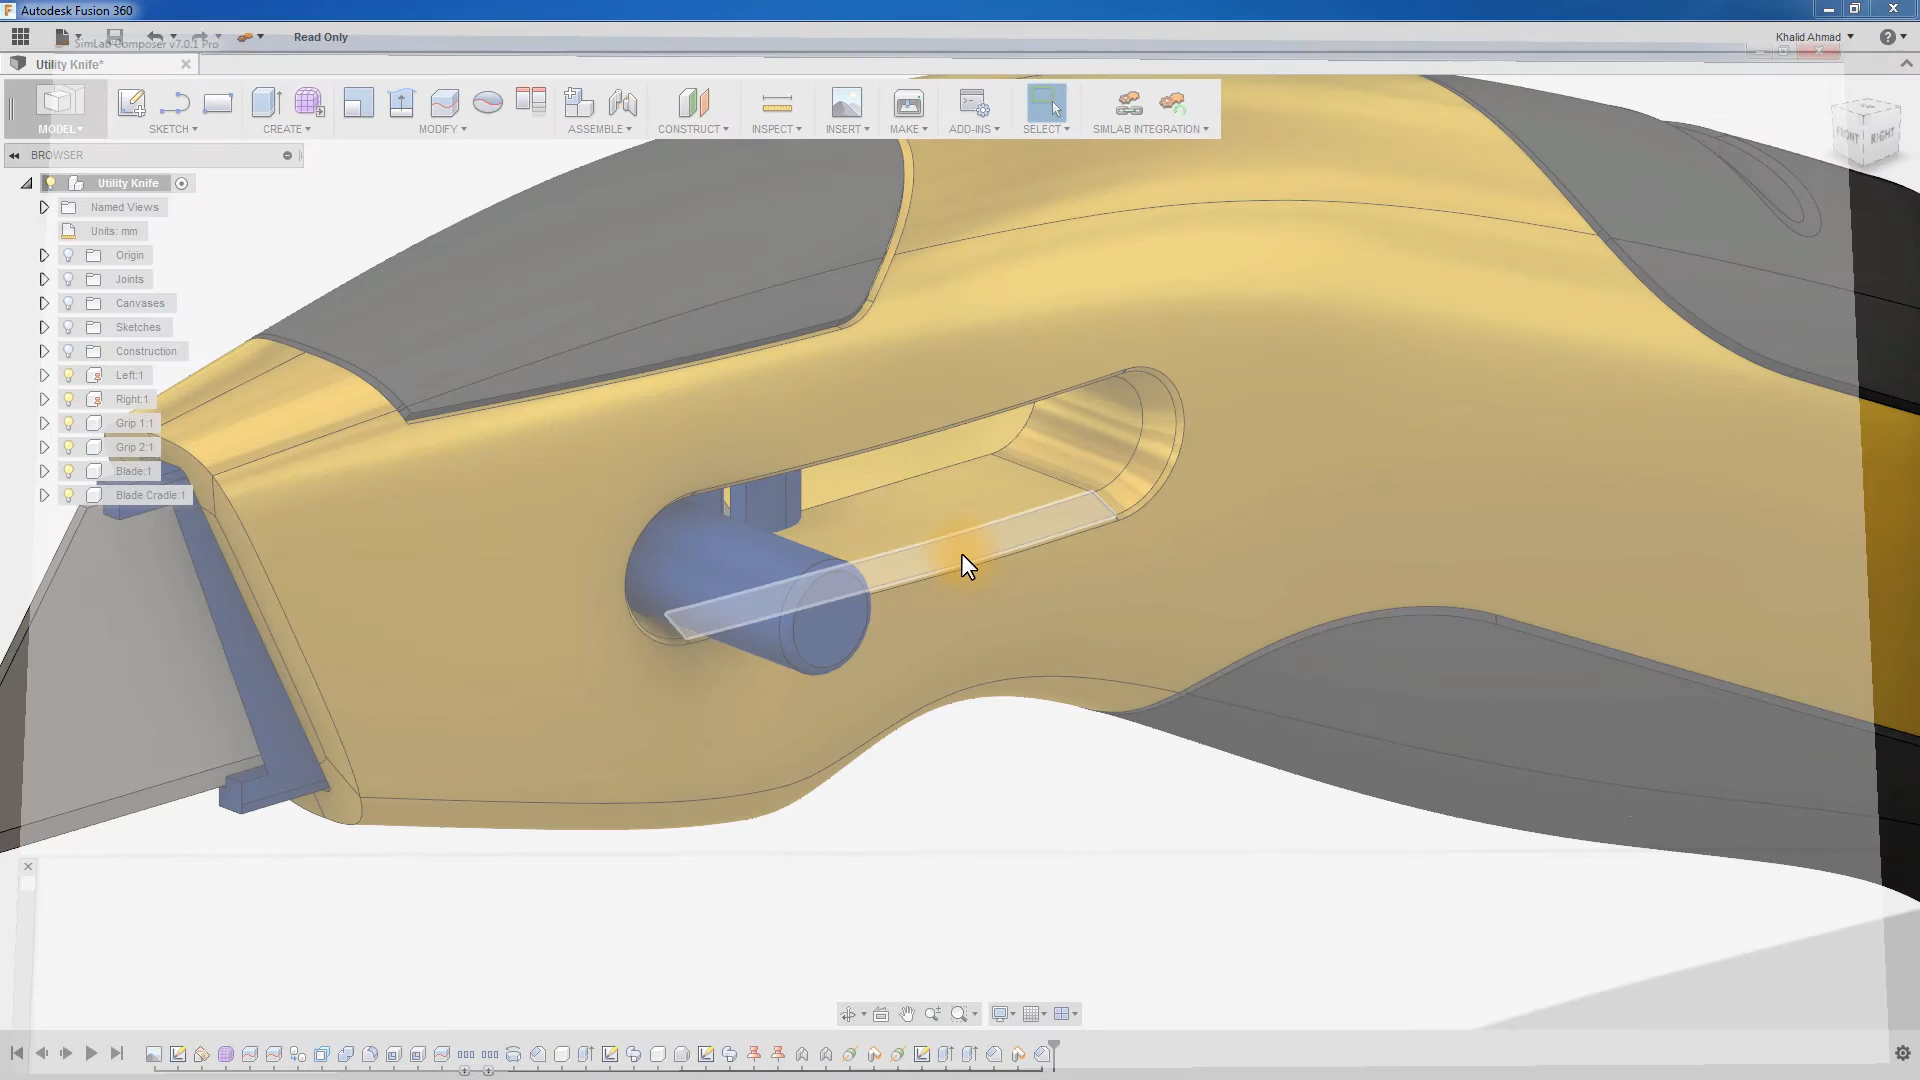 Autodesk Fusion 360
Read Only
Khalid Ahmad
SimLab Composer v7.0.1 Pro
Utility Knife*
MODEL
SKETCH
CREATE
MODIFY
ASSEMBLE
CONSTRUCT
INSPECT
INSERT
MAKE
ADD-INS
SELECT
SIMLAB INTEGRATION
TOP
FRONT
RIGHT
BROWSER
Utility Knife
Named Views
Units: mm
Origin
Joints
Canvases
Sketches
Construction
Left:1
Right:1
Grip 1:1
Grip 2:1
Blade:1
Blade Cradle:1